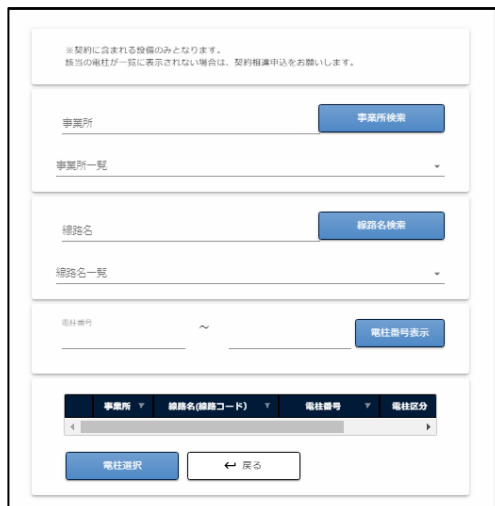 ※契約に含まれる設備のみとなります。
該当の電柱が一覧に表示されない場合は、契約相違申込をお願いします。
事業所
事業所検索
事業所一覧
線路名
線路名検索
線路名一覧
電柱番号
～
電柱番号表示
事業所 線路名(線路コード) 電柱番号 電柱区分
電柱選択
戻る